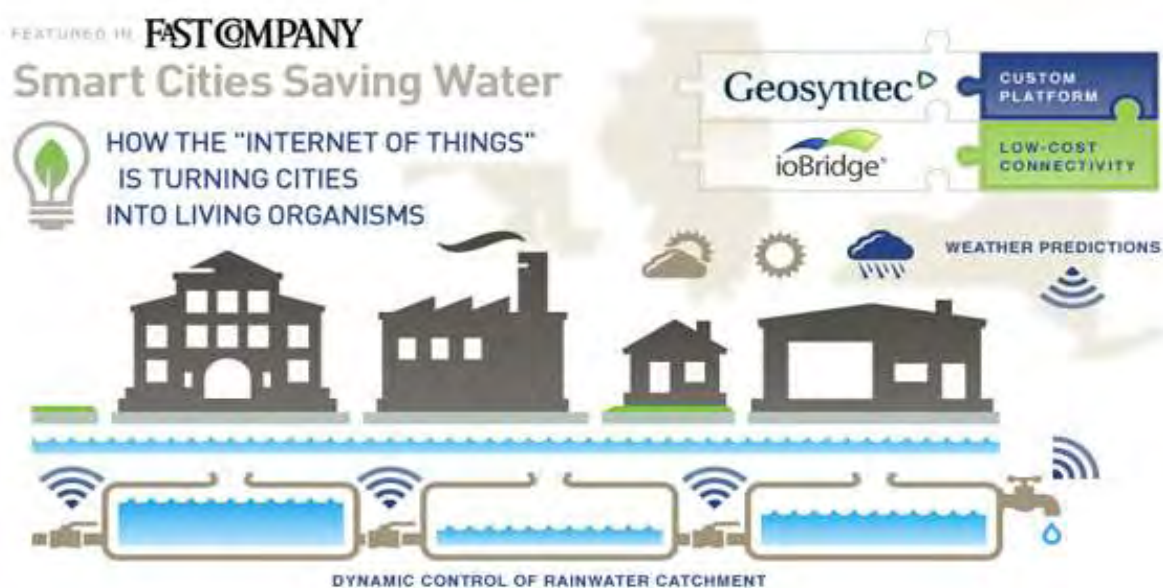 FEATURED IN FAST COMPANY
Smart Cities Saving Water
HOW THE "INTERNET OF THINGS"
IS TURNING CITIES
INTO LIVING ORGANISMS
Geosyntec
CUSTOM
PLATFORM
ioBridge
LOW-COST
CONNECTIVITY
WEATHER PREDICTIONS
DYNAMIC CONTROL OF RAINWATER CATCHMENT